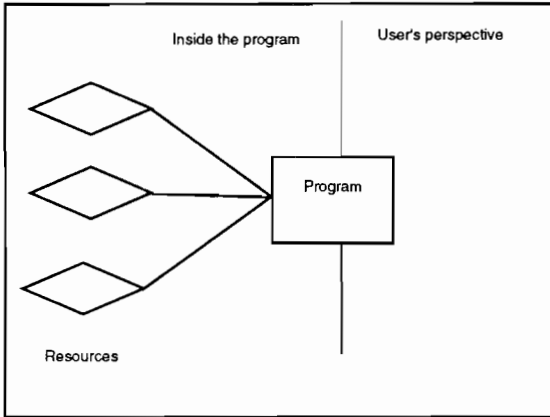 Inside the program
User's perspective
Program
Resources